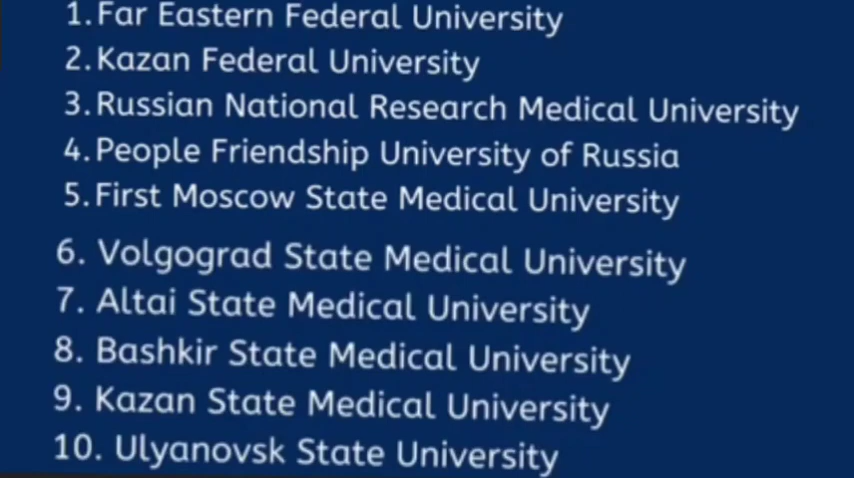 1.Far Eastern Federal University
2.Kazan Federal University
3.Russian National Research Medical University
4.People Friendship University of Russia
5.First Moscow State Medical University
6. Volgograd State Medical University
7. Altai State Medical University
8. Bashkir State Medical University
9. Kazan State Medical University
10. Ulyanovsk State University